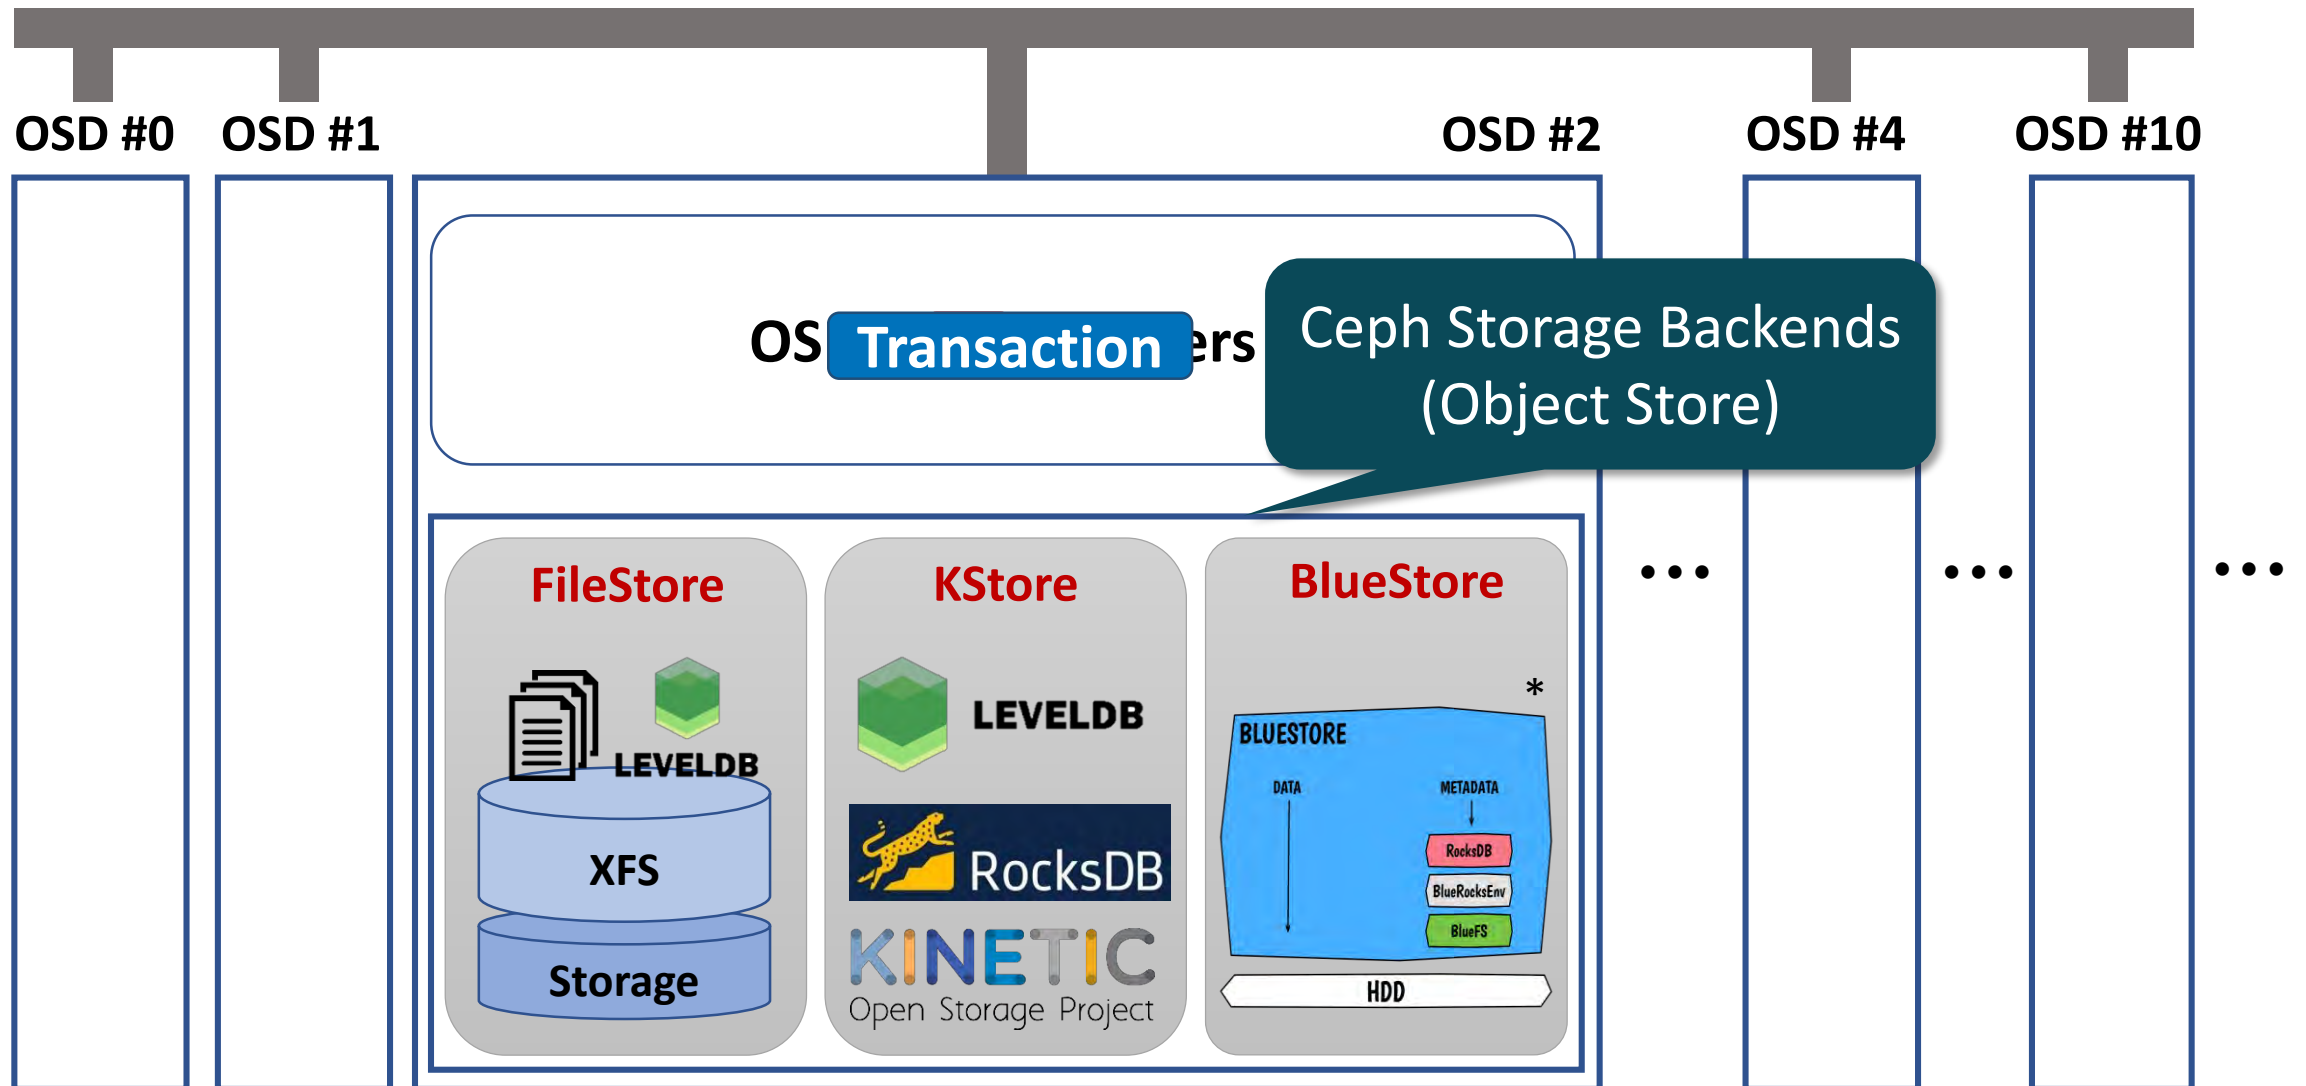 OSD #0
OSD #1
OSD #2
OSD #4
OSD #10
OS Transaction ers
Ceph Storage Backends
(Object Store)
FileStore
LEVELDB
XFS
Storage
KStore
LEVELDB
RocksDB
KINETIC
Open Storage Project
BlueStore
*
BLUESTORE
DATA
METADATA
RocksDB
BlueRocksEnv
BlueFS
HDD
...
...
...